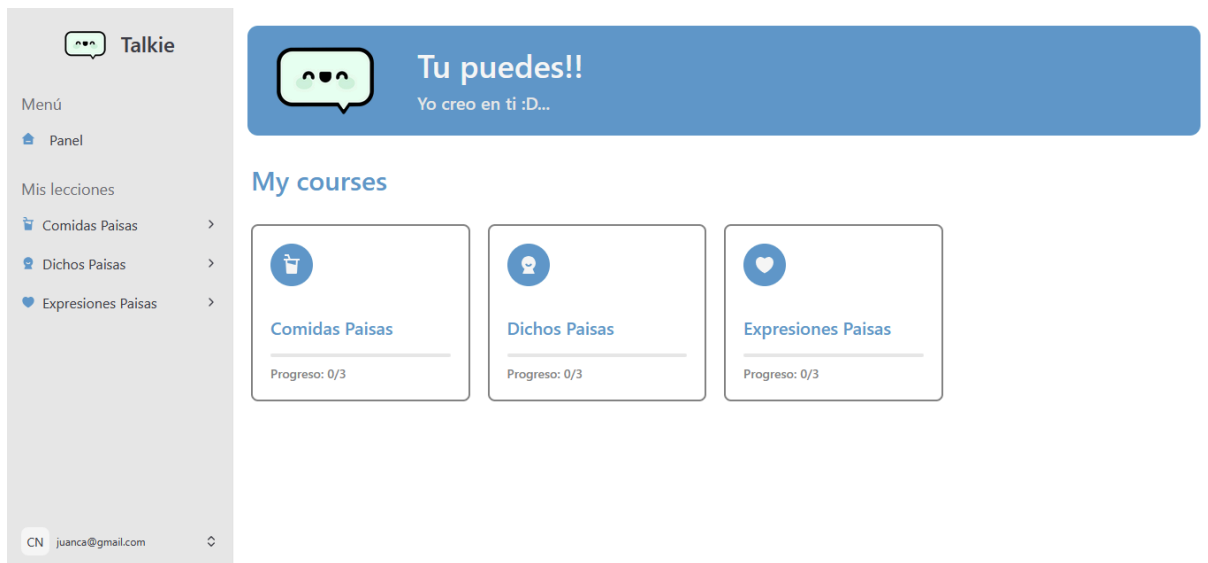 Talkie
Menú
Panel
Mis lecciones
Comidas Paisas
Dichos Paisas
Expresiones Paisas
CN juanca@gmail.com
Tu puedes!!
Yo creo en ti :D...
My courses
Comidas Paisas
Progreso: 0/3
Dichos Paisas
Progreso: 0/3
Expresiones Paisas
Progreso: 0/3